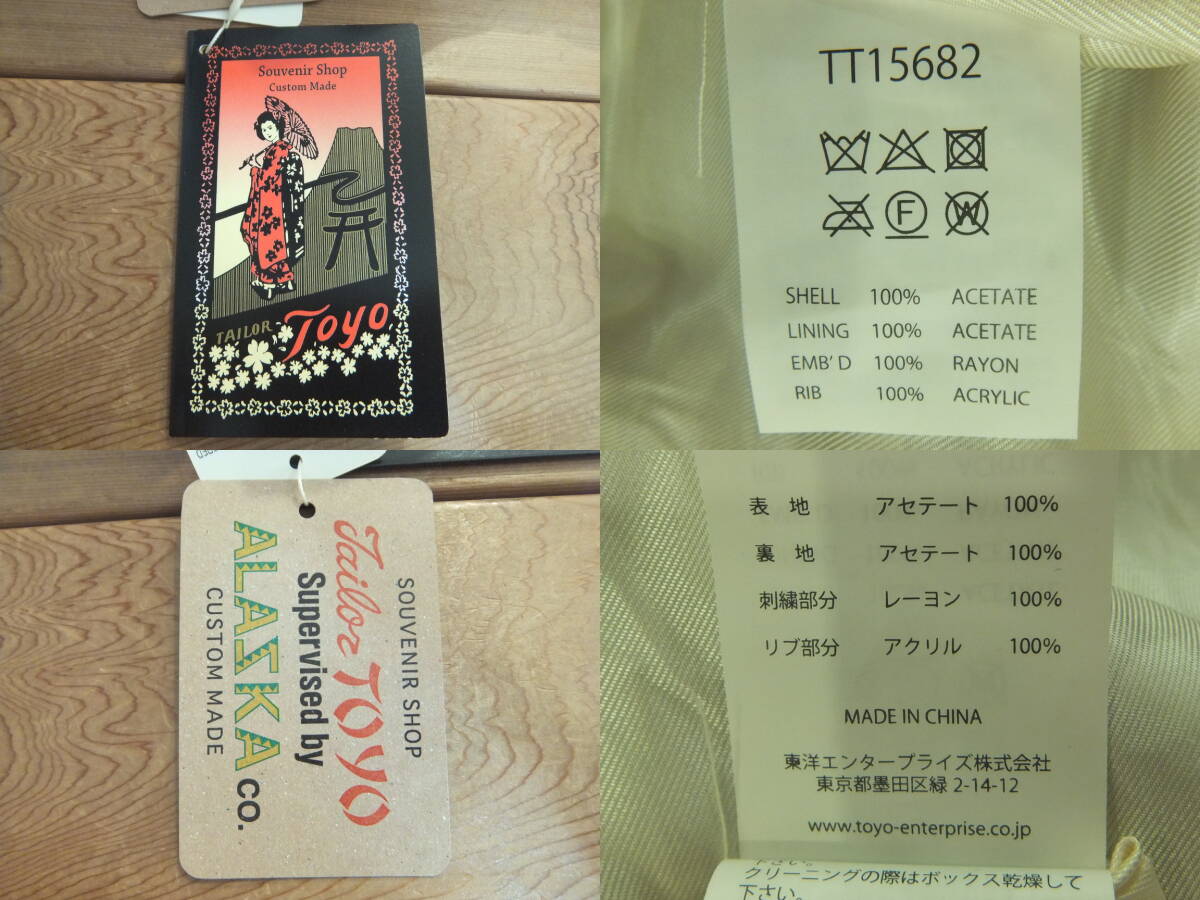 Souvenir Shop
Custom Made
TAILOR
Toyo
TT15682
F
W
SHELL 100% ACETATE
LINING 100% ACETATE
EMB'D 100% RAYON
RIB 100% ACRYLIC
SOUVENIR SHOP
Tailor TOYO
Supervised by
ALASKA CO.
CUSTOM MADE
表 地 アセテート 100%
裏 地 アセテート 100%
刺繍部分 レーヨン 100%
リブ部分 アクリル 100%
MADE IN CHINA
東洋エンタープライズ株式会社
東京都墨田区緑 2-14-12
www.toyo-enterprise.co.jp
下さい。
クリーニングの際はボックス乾燥して
下さい。